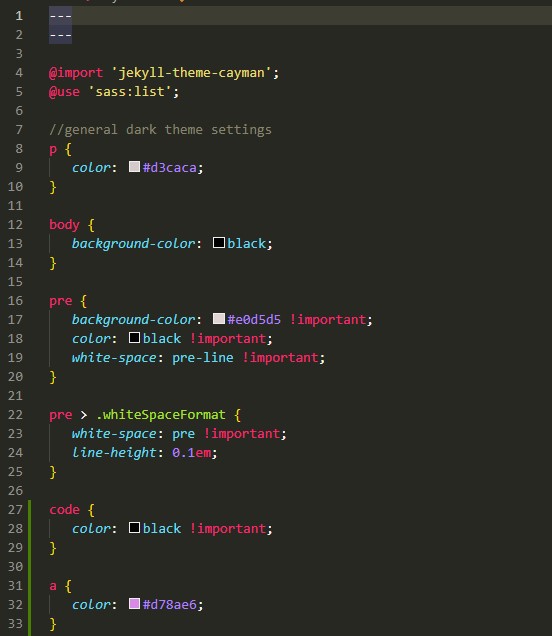 1 ---
2 ---
3
4 @import 'jekyll-theme-cayman';
5 @use 'sass:list';
6
7 //general dark theme settings
8 p {
9 color: #d3caca;
10 }
11
12 body {
13 background-color: black;
14 }
15
16 pre {
17 background-color: #e0d5d5 !important;
18 color: black !important;
19 white-space: pre-line !important;
20 }
21
22 pre > .whiteSpaceFormat {
23 white-space: pre !important;
24 line-height: 0.1em;
25 }
26
27 code {
28 color: black !important;
29 }
30
31 a {
32 color: #d78ae6;
33 }